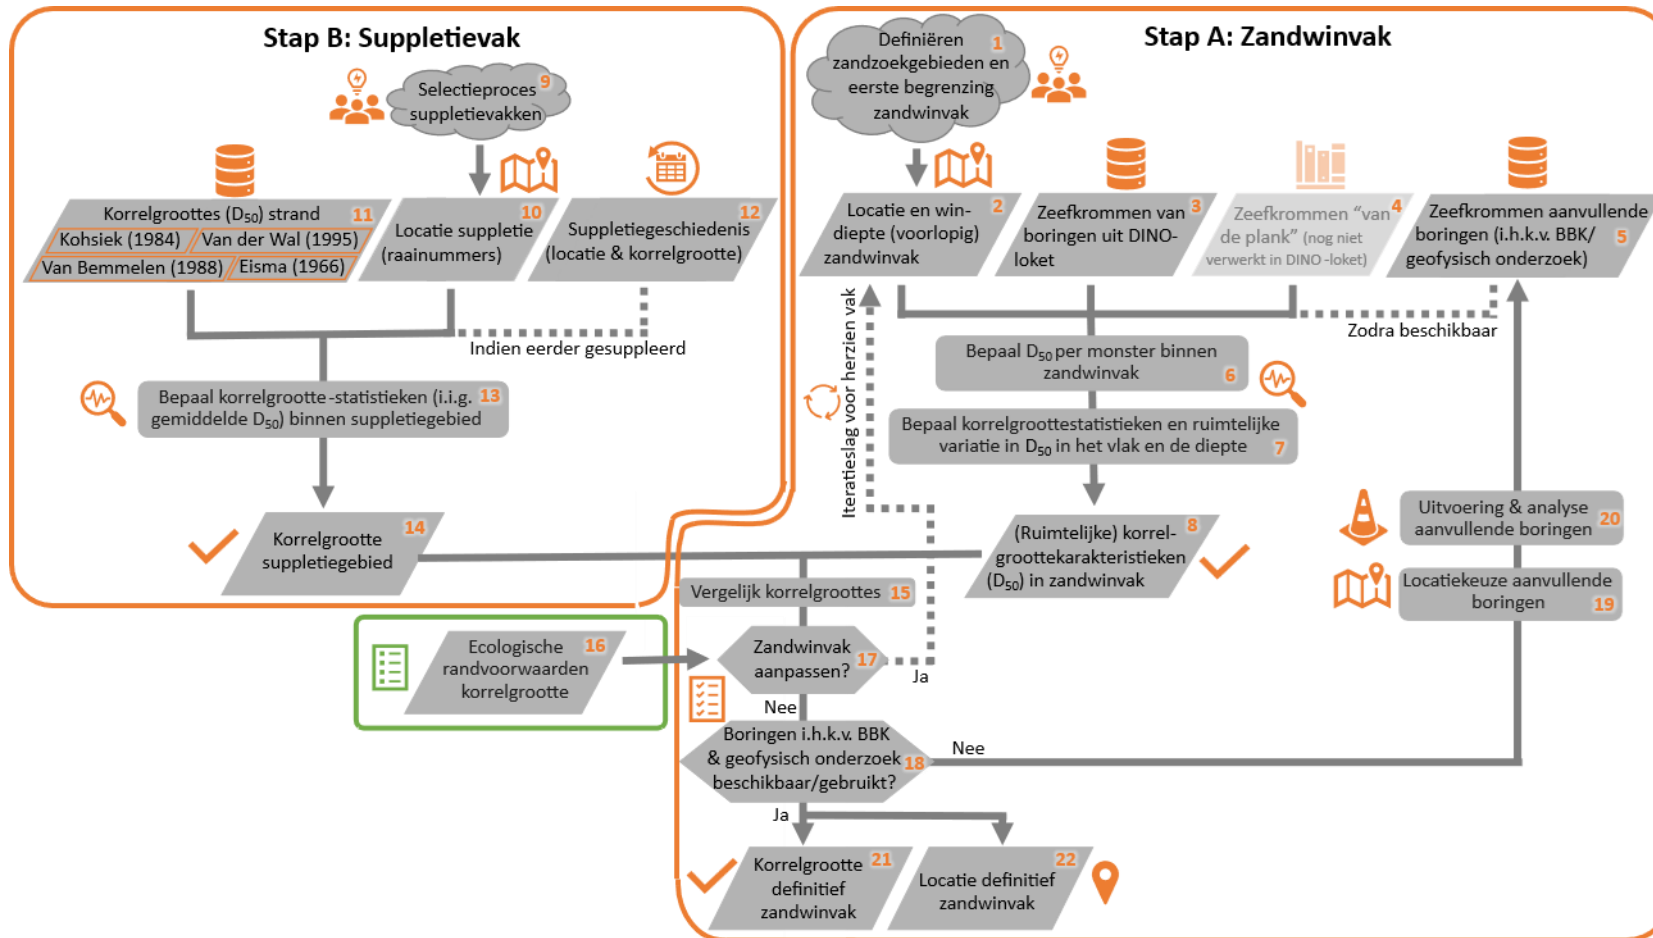 Stap B: Suppletievak
Selectieproces 9
suppletievakken
Korrelgroottes (D50) strand 11
Kohsiek (1984) Van der Wal (1995)
Van Bemmelen (1988) Eisma (1966)
10
Locatie suppletie
(raainummers)
12
Suppletiegeschiedenis
(locatie & korrelgrootte)
Indien eerder gesuppleerd
Bepaal korrelgrootte-statistieken (i.i.g. 13
gemiddelde D50) binnen suppletiegebied
14
Korrelgrootte
suppletiegebied
Stap A: Zandwinvak
Definiëren 1
zandzoekgebieden en
eerste begrenzing
zandwinvak
Locatie en win- 2
diepte (voorlopig)
zandwinvak
Zeefkrommen van 3
boringen uit DINO-
loket
Zeefkrommen “van 4
de plank” (nog niet
verwerkt in DINO-loket)
Zeefkrommen aanvullende
boringen (i.h.k.v. BBK/ 5
geofysisch onderzoek)
Zodra beschikbaar
Iteratieslag voor herzien vak
Bepaal D50 per monster binnen
zandwinvak 6
Bepaal korrelgroottestatistieken en ruimtelijke
variatie in D50 in het vlak en de diepte 7
(Ruimtelijke) korrel- 8
groottekarakteristieken
(D50) in zandwinvak
Uitvoering & analyse
aanvullende boringen 20
Locatiekeuze aanvullende
boringen 19
Vergelijk korrelgroottes 15
Ecologische 16
randvoorwaarden
korrelgrootte
Zandwinvak
aanpassen? 17
Ja
Nee
Boringen i.h.k.v. BBK
& geofysisch onderzoek 18
beschikbaar/gebruikt?
Nee
Ja
Korrelgrootte 21
definitief
zandwinvak
22
Locatie definitief
zandwinvak